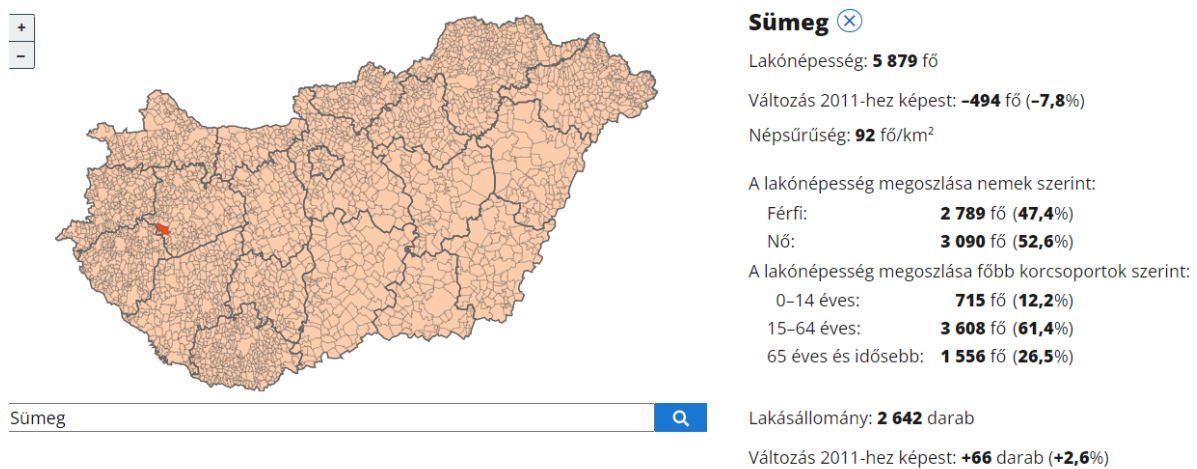 +
–
Sümeg
Lakónépesség: 5 879 fő
Változás 2011-hez képest: –494 fő (–7,8%)
Népsűrűség: 92 fő/km²
A lakónépesség megoszlása nemek szerint:
Férfi: 2 789 fő (47,4%)
Nő: 3 090 fő (52,6%)
A lakónépesség megoszlása főbb korcsoportok szerint:
0–14 éves: 715 fő (12,2%)
15–64 éves: 3 608 fő (61,4%)
65 éves és idősebb: 1 556 fő (26,5%)
Sümeg
Lakásállomány: 2 642 darab
Változás 2011-hez képest: +66 darab (+2,6%)